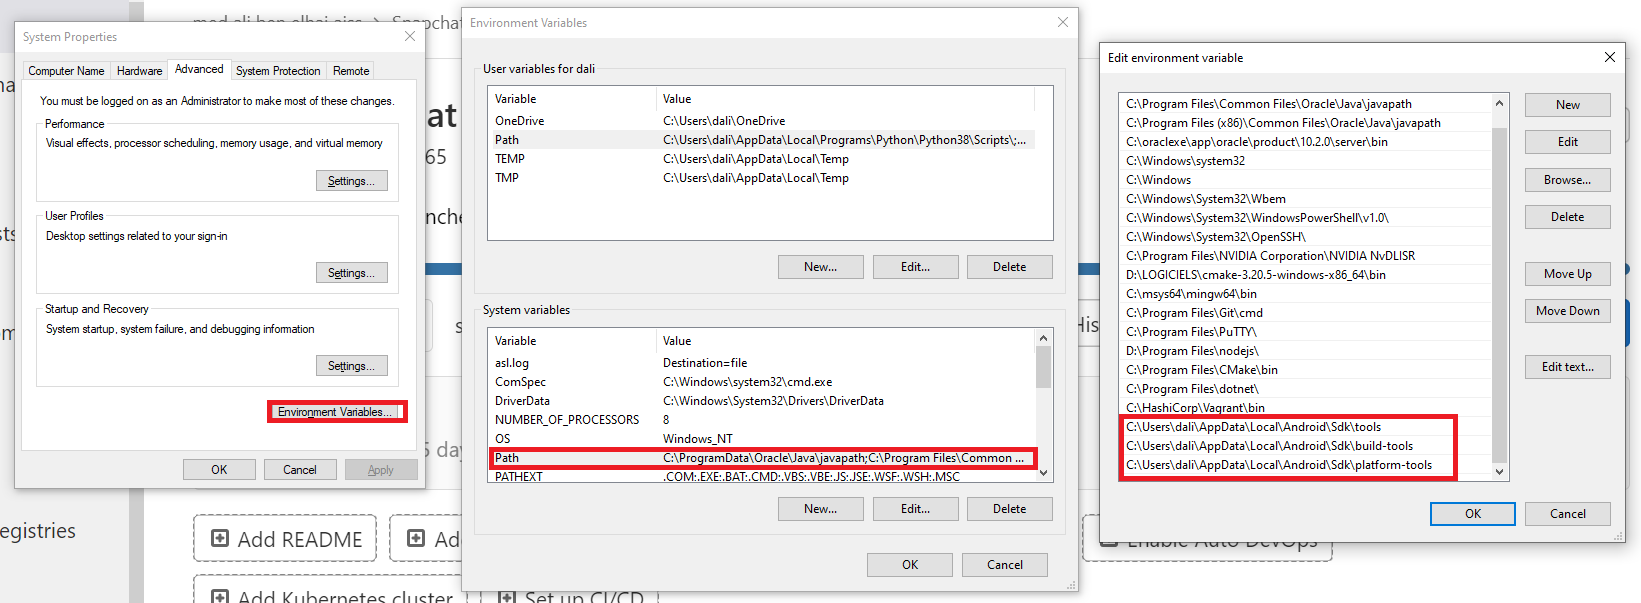 med ali ben elhaj aiss > Snapchat
System Properties
Computer Name
Hardware
Advanced
System Protection
Remote
You must be logged on as an Administrator to make most of these changes.
Performance
Visual effects, processor scheduling, memory usage, and virtual memory
Settings...
User Profiles
Desktop settings related to your sign-in
Settings...
Startup and Recovery
System startup, system failure, and debugging information
Settings...
Environment Variables...
OK
Cancel
Apply
at
65
nche
5 day
egistries
Add README
Ad
Add Kubernetes cluster
Set up CI/CD
Enable Auto DevOps
His
Environment Variables
User variables for dali
Variable Value
OneDrive C:\Users\dali\OneDrive
Path C:\Users\dali\AppData\Local\Programs\Python\Python38\Scripts\;...
TEMP C:\Users\dali\AppData\Local\Temp
TMP C:\Users\dali\AppData\Local\Temp
New...
Edit...
Delete
System variables
Variable Value
asl.log Destination=file
ComSpec C:\Windows\system32\cmd.exe
DriverData C:\Windows\System32\Drivers\DriverData
NUMBER_OF_PROCESSORS 8
OS Windows_NT
Path C:\ProgramData\Oracle\Java\javapath;C:\Program Files\Common ...
PATHEXT .COM;.EXE;.BAT;.CMD;.VBS;.VBE;.JS;.JSE;.WSF;.WSH;.MSC
New...
Edit...
Delete
OK
Cancel
Edit environment variable
C:\Program Files\Common Files\Oracle\Java\javapath
C:\Program Files (x86)\Common Files\Oracle\Java\javapath
C:\oraclexe\app\oracle\product\10.2.0\server\bin
C:\Windows\system32
C:\Windows
C:\Windows\System32\Wbem
C:\Windows\System32\WindowsPowerShell\v1.0\
C:\Windows\System32\OpenSSH\
C:\Program Files\NVIDIA Corporation\NVIDIA NvDLISR
D:\LOGICIELS\cmake-3.20.5-windows-x86_64\bin
C:\msys64\mingw64\bin
C:\Program Files\Git\cmd
C:\Program Files\PuTTY\
D:\Program Files\nodejs\
C:\Program Files\CMake\bin
C:\Program Files\dotnet\
C:\HashiCorp\Vagrant\bin
C:\Users\dali\AppData\Local\Android\Sdk\tools
C:\Users\dali\AppData\Local\Android\Sdk\build-tools
C:\Users\dali\AppData\Local\Android\Sdk\platform-tools
New
Edit
Browse...
Delete
Move Up
Move Down
Edit text...
OK
Cancel